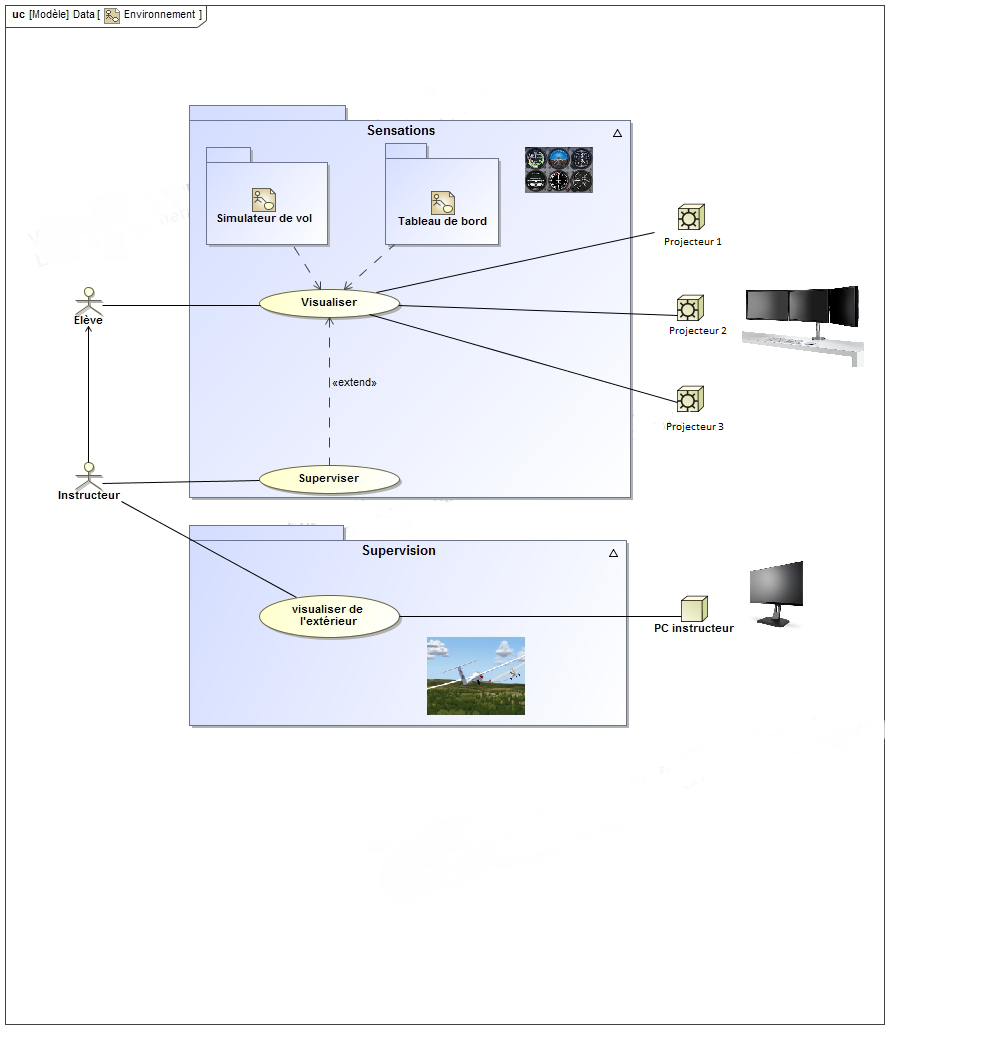 uc [Modèle] Data [ Environnement ]
Sensations
Simulateur de vol
Tableau de bord
Projecteur 1
Visualiser
Elève
Projecteur 2
«extend»
Projecteur 3
Superviser
Instructeur
Supervision
visualiser de
l'extérieur
PC instructeur